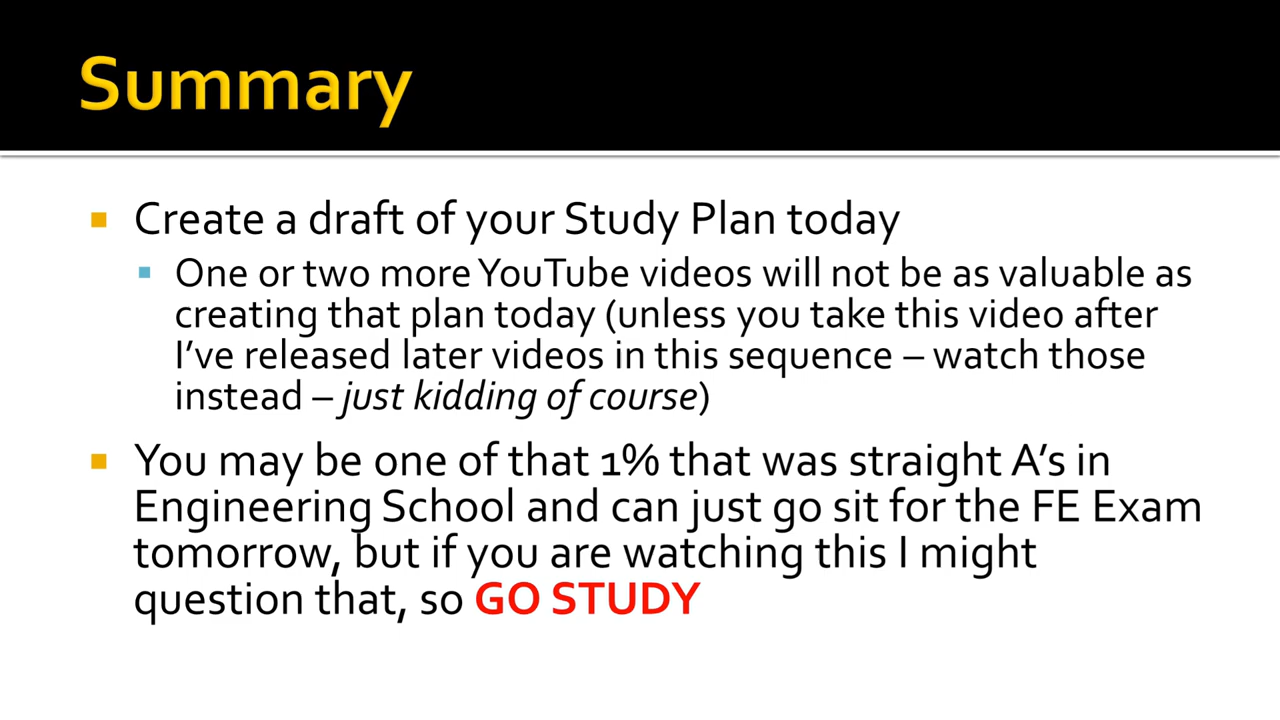 Summary
Create a draft of your Study Plan today
One or two more YouTube videos will not be as valuable as
creating that plan today (unless you take this video after
I’ve released later videos in this sequence – watch those
instead – just kidding of course)
You may be one of that 1% that was straight A’s in
Engineering School and can just go sit for the FE Exam
tomorrow, but if you are watching this I might
question that, so GO STUDY